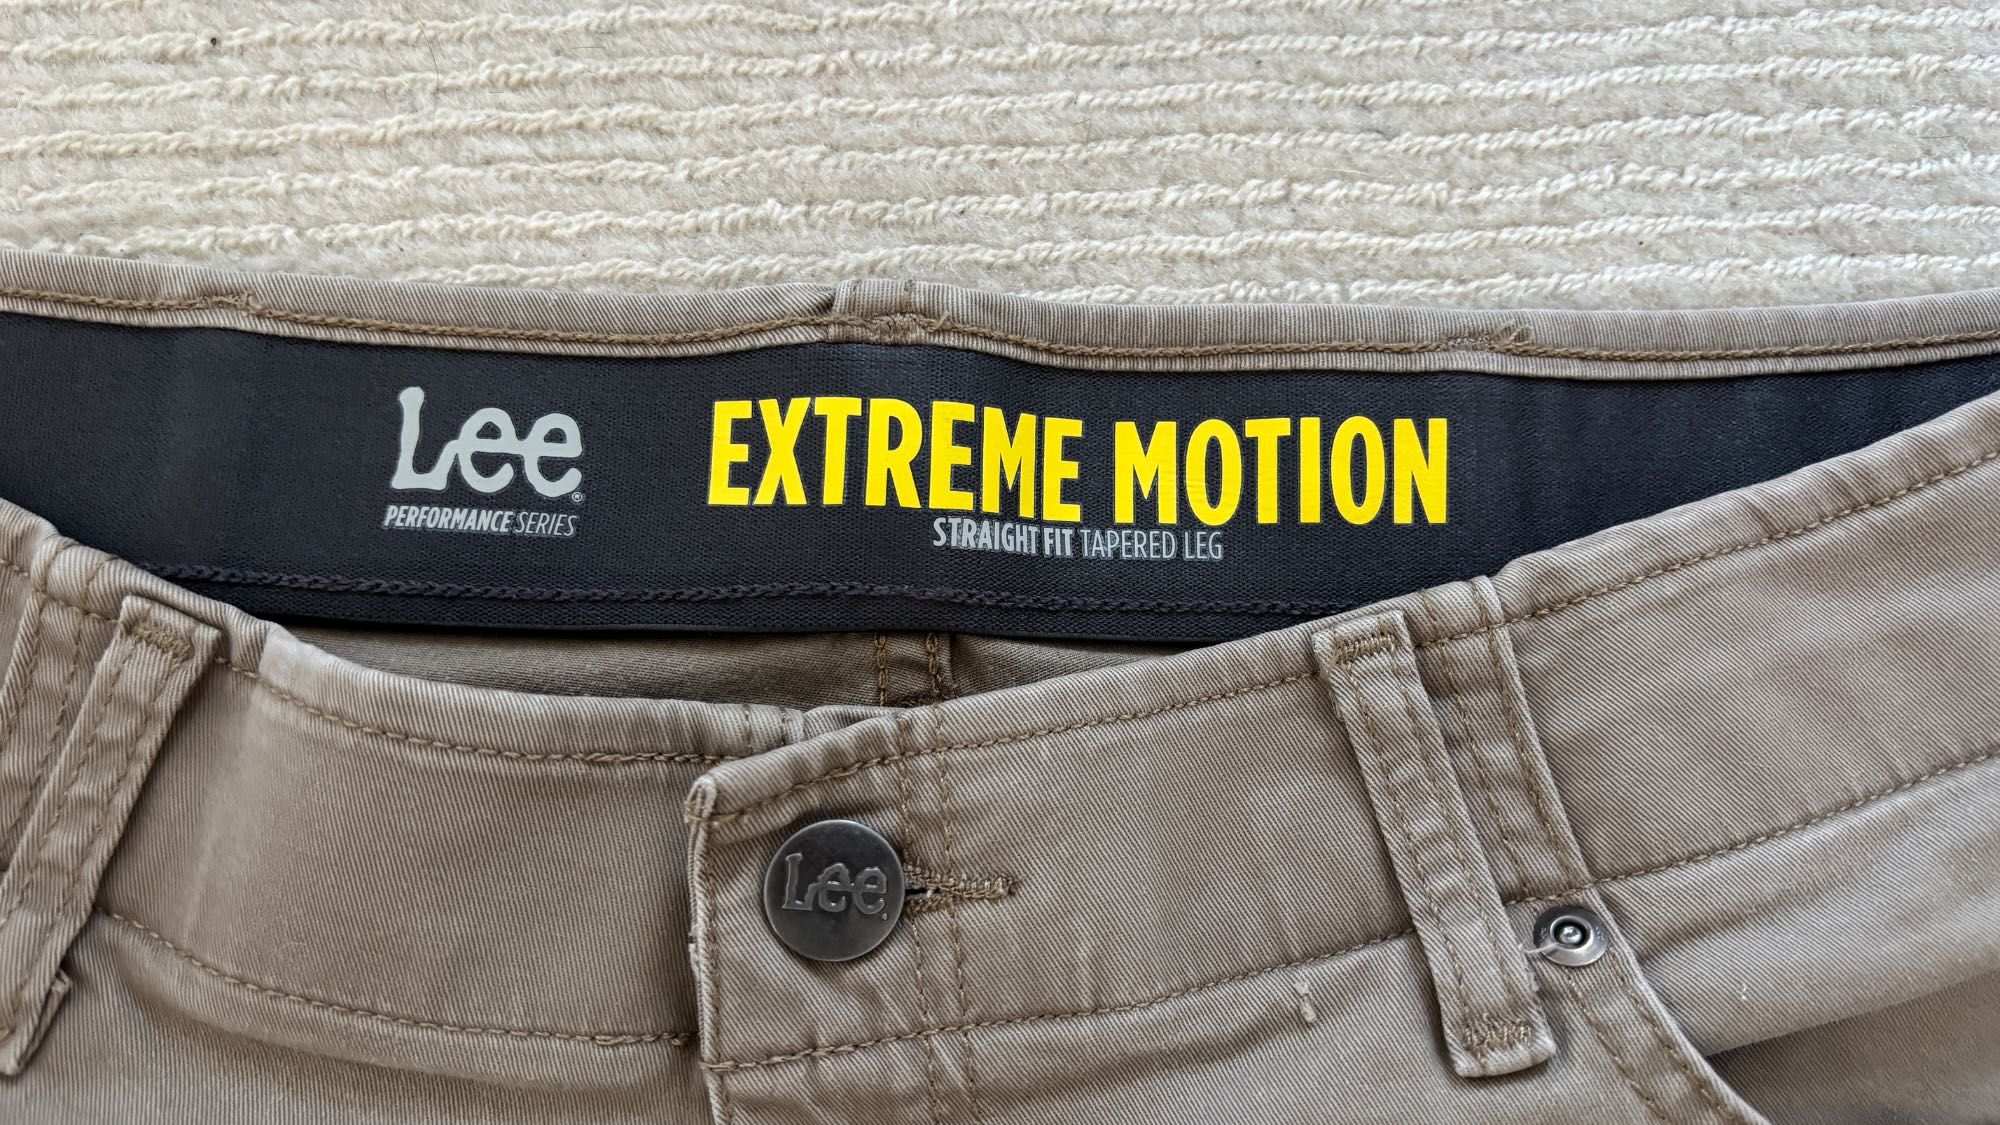 Lee®
PERFORMANCE SERIES
EXTREME MOTION
STRAIGHT FIT TAPERED LEG
Lee